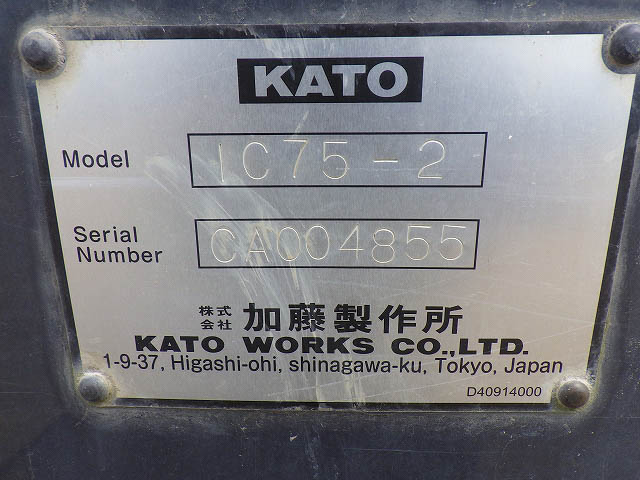 KATO
Model IC75-2
Serial Number CA004855
株式会社 加藤製作所
KATO WORKS CO.,LTD.
1-9-37, Higashi-ohi, shinagawa-ku, Tokyo, Japan
D40914000